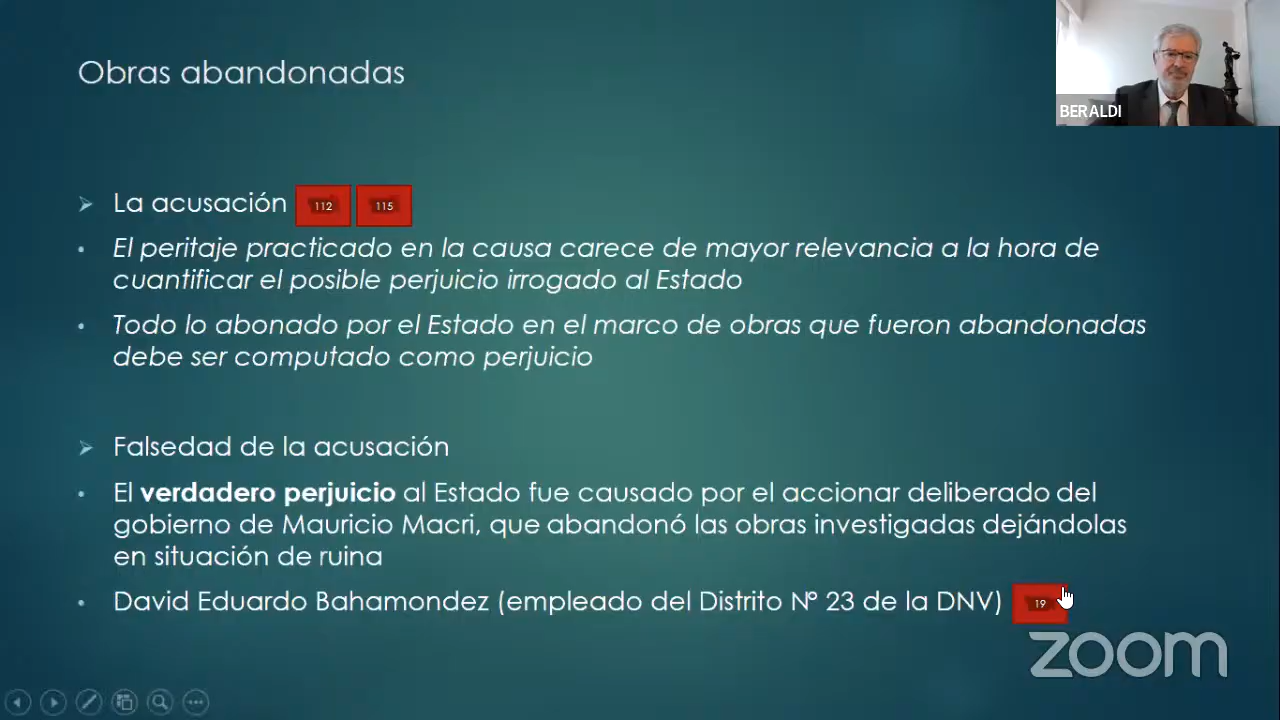 Obras abandonadas
BERALDI
La acusación 112 115
El peritaje practicado en la causa carece de mayor relevancia a la hora de
cuantificar el posible perjuicio irrogado al Estado
Todo lo abonado por el Estado en el marco de obras que fueron abandonadas
debe ser computado como perjuicio
Falsedad de la acusación
El verdadero perjuicio al Estado fue causado por el accionar deliberado del
gobierno de Mauricio Macri, que abandonó las obras investigadas dejándolas
en situación de ruina
David Eduardo Bahamondez (empleado del Distrito Nº 23 de la DNV) 19
zoom